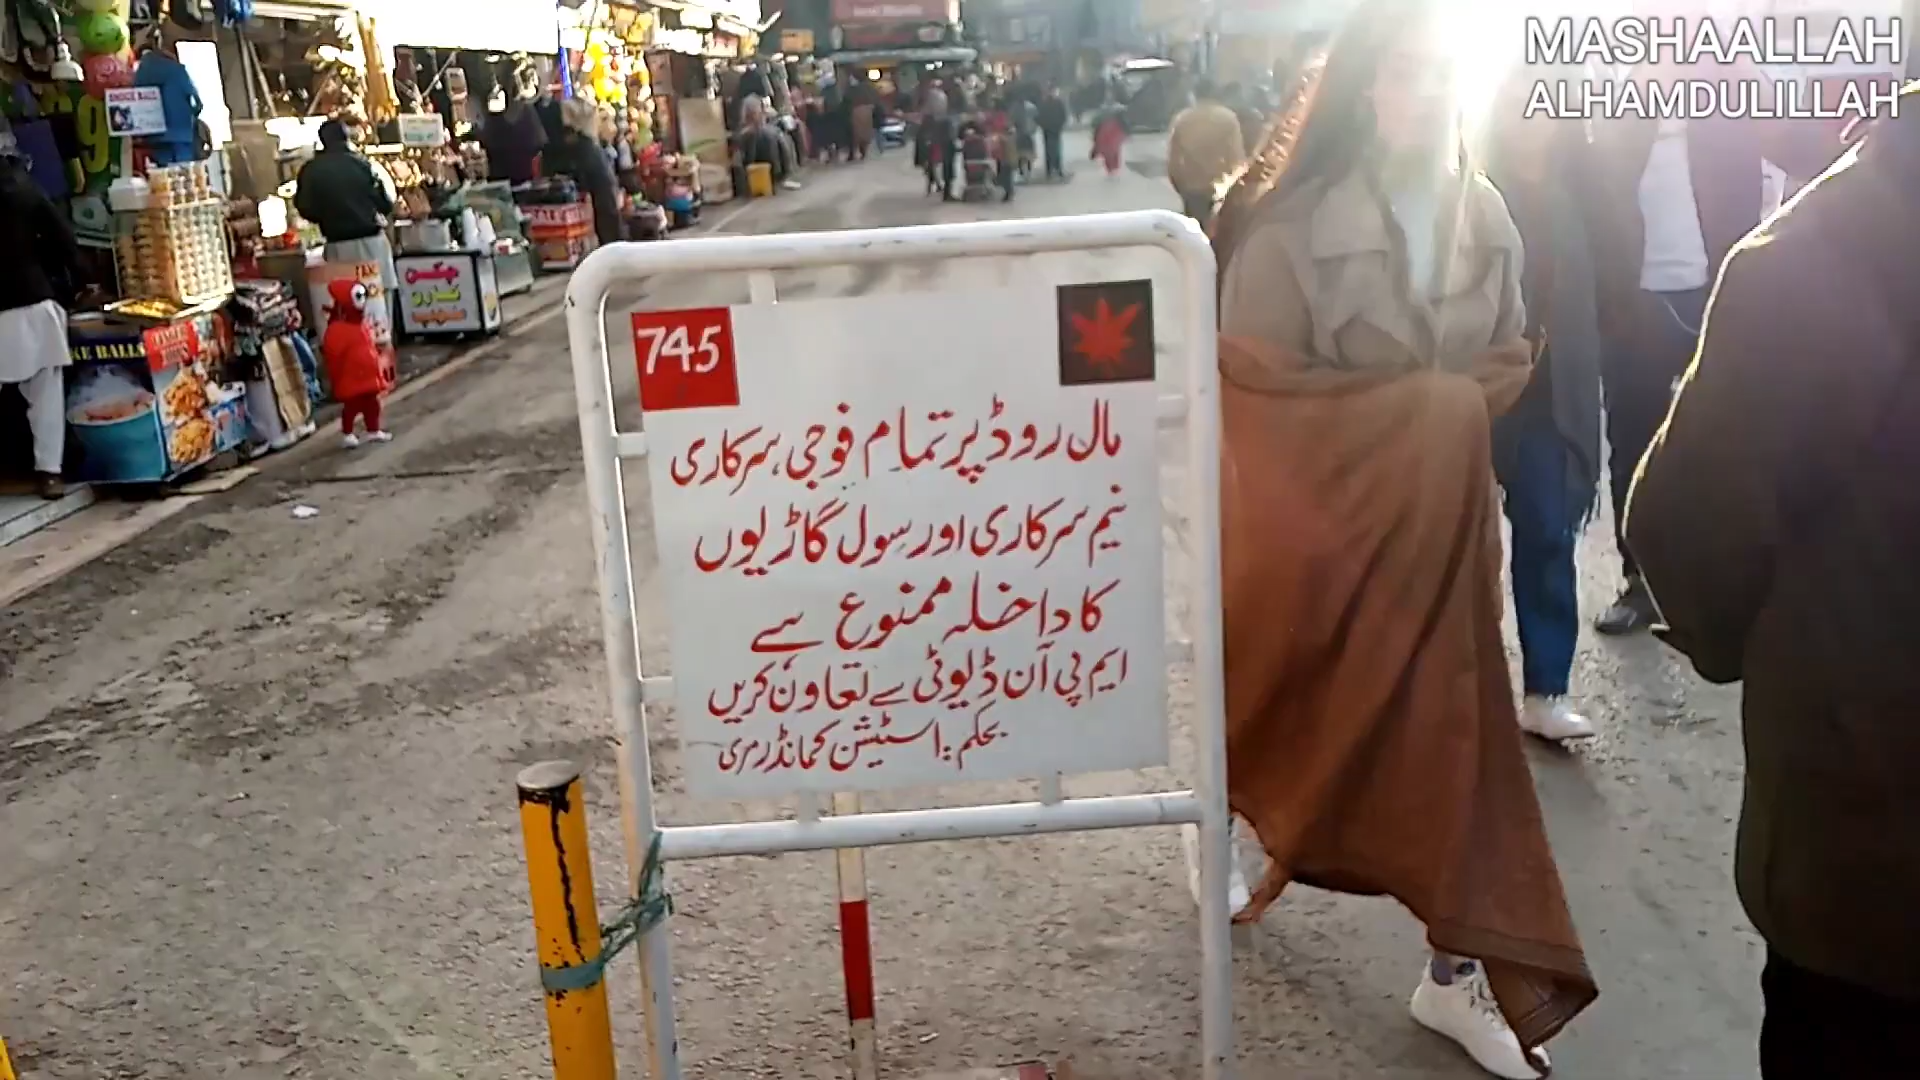 MASHAALLAH
ALHAMDULILLAH
745
مال روڈ پر تمام فوجی، سرکاری
نیم سرکاری اور سِول گاڑیوں
کا داخلہ ممنوع ہے
ایم پی آن ڈیوٹی سے تعاون کریں
بحکم: اسٹیشن کمانڈر مری